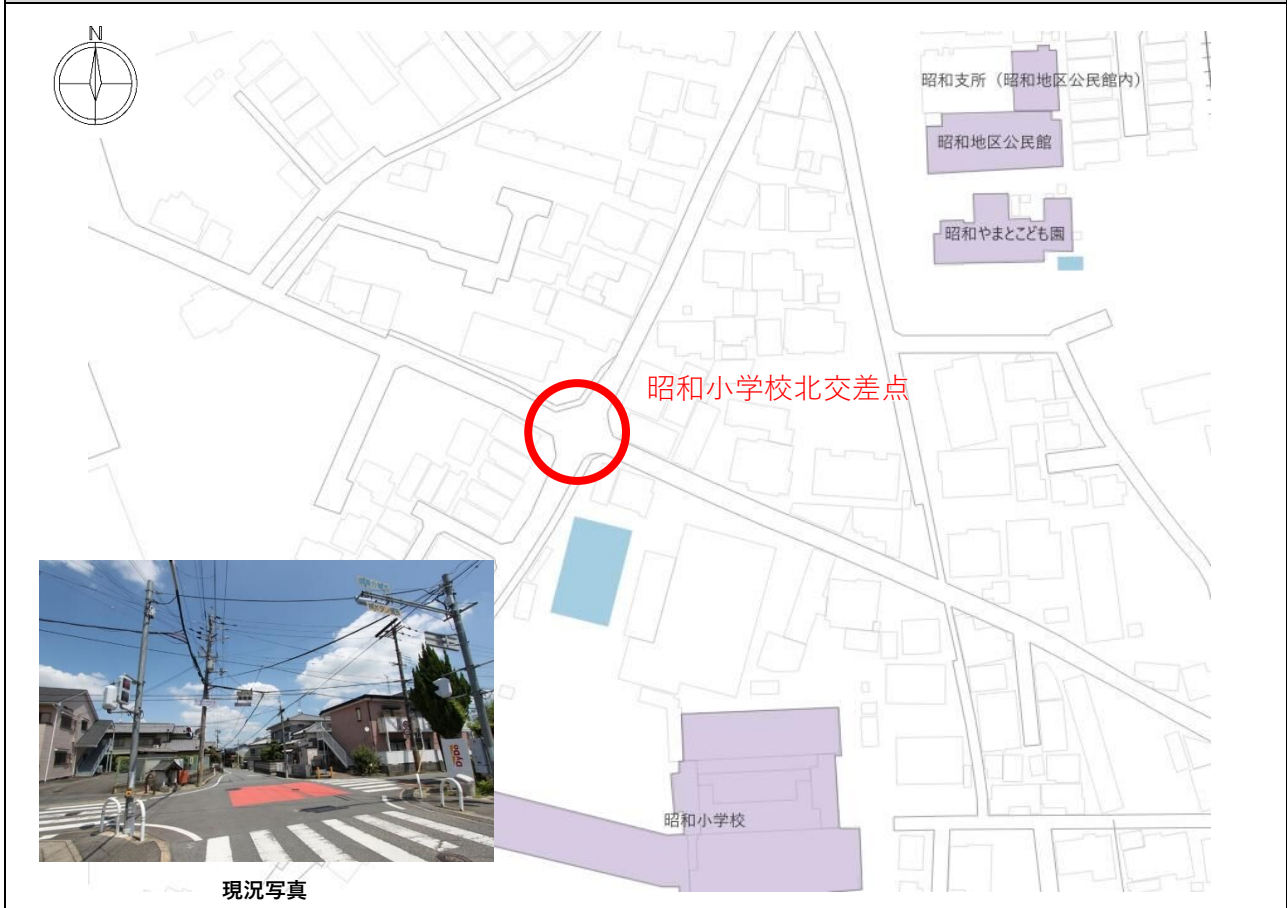 N
昭和支所（昭和地区公民館内）
昭和地区公民館
昭和やまとこども園
昭和小学校北交差点
昭和小学校
現況写真